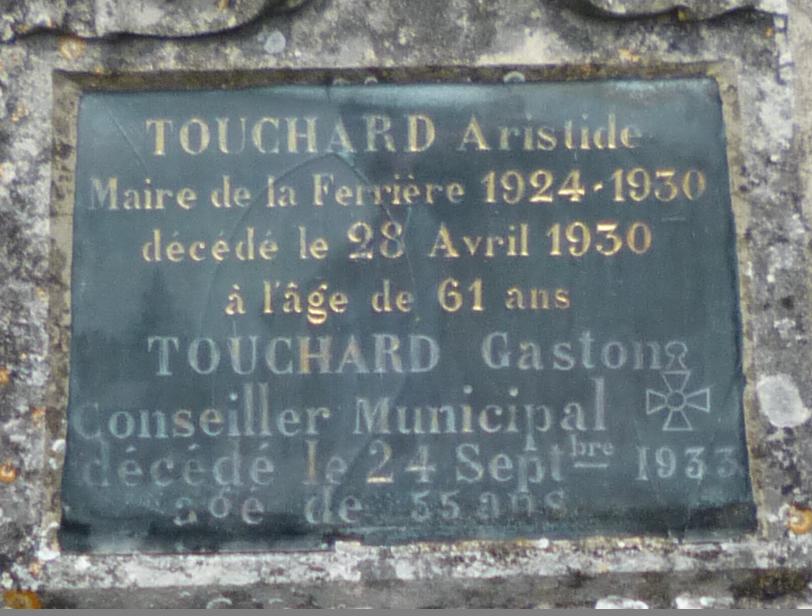 TOUCHARD Aristide
Maire de la Ferrière 1924-1930
décédé le 28 Avril 1930
à l'âge de 61 ans
TOUCHARD Gaston
Conseiller Municipal
décédé le 24 Septbre 1933
agé de 55 ans